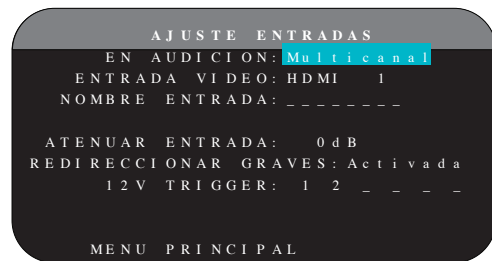 AJUSTE ENTRADAS
EN AUDICION: Multicanal
ENTRADA VIDEO: HDMI 1
NOMBRE ENTRADA: _ _ _ _ _ _ _ _
ATENUAR ENTRADA: 0dB
REDIRECCIONAR GRAVES: Activada
12V TRIGGER: 1 2 _ _ _ _
MENU PRINCIPAL